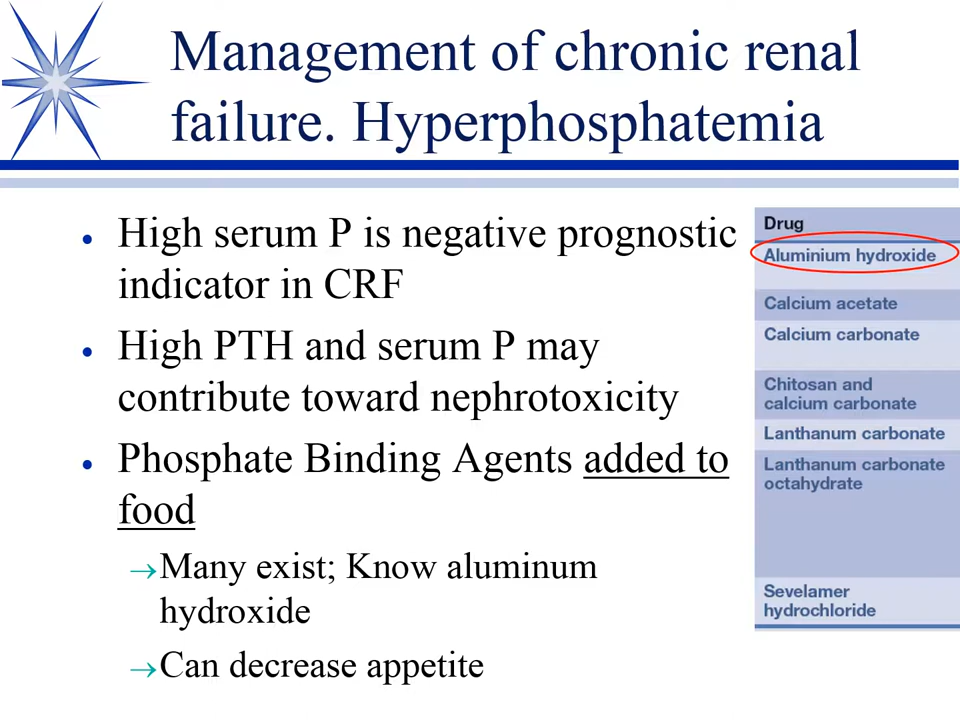 Management of chronic renal
failure. Hyperphosphatemia
• High serum P is negative prognostic
indicator in CRF
• High PTH and serum P may
contribute toward nephrotoxicity
• Phosphate Binding Agents added to
food
→Many exist; Know aluminum
hydroxide
→Can decrease appetite
Drug
Aluminium hydroxide
Calcium acetate
Calcium carbonate
Chitosan and
calcium carbonate
Lanthanum carbonate
Lanthanum carbonate
octahydrate
Sevelamer
hydrochloride